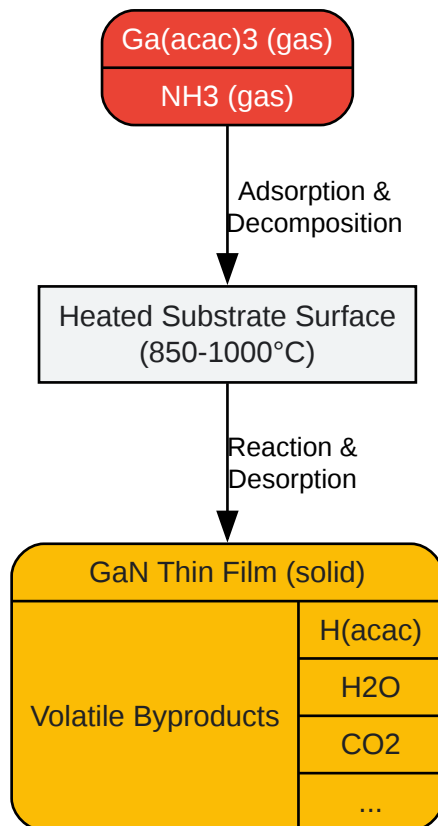 Ga(acac)3 (gas)
NH3 (gas)
Adsorption &
Decomposition
Heated Substrate Surface
(850-1000°C)
Reaction &
Desorption
GaN Thin Film (solid)
Volatile Byproducts
H(acac)
H2O
CO2
...